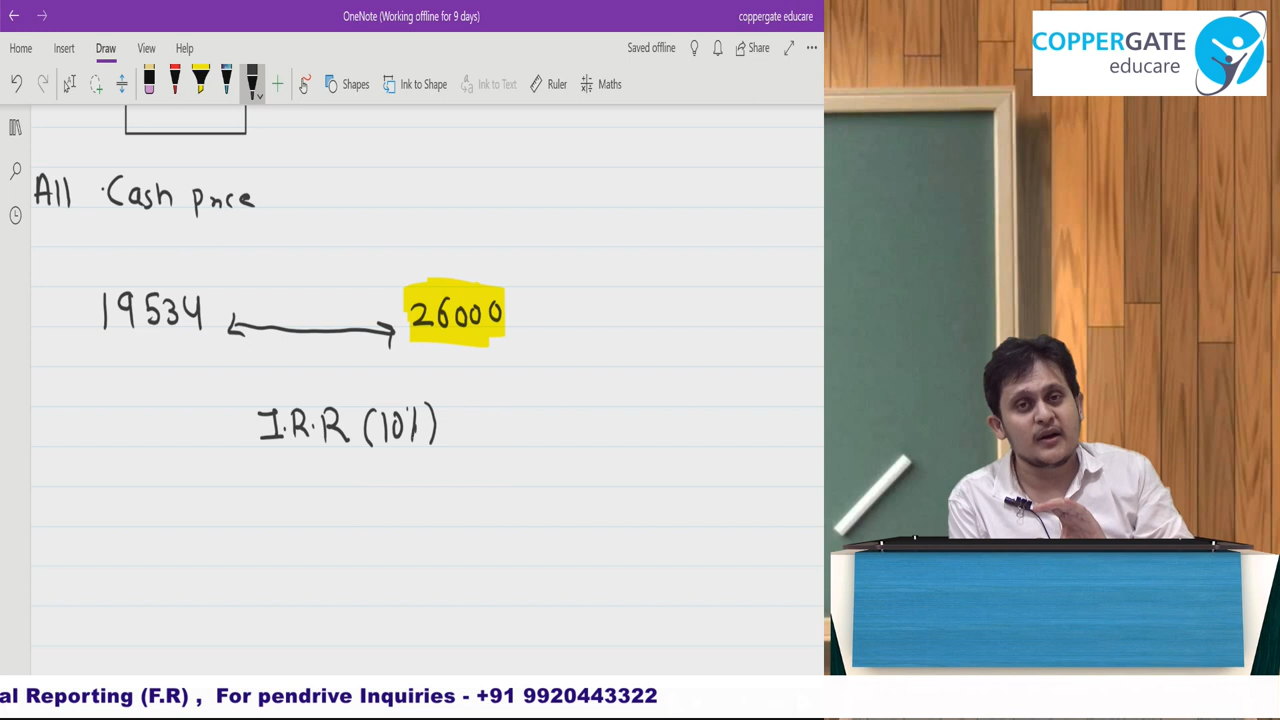 OneNote (Working offline for 9 days)
coppergate educare
Home Insert Draw View Help
Saved offline
Share
Shapes
Ink to Shape
Ink to Text
Ruler
Maths
COPPERGATE
educare
All Cash price
19534
26000
I.R.R (10%)
al Reporting (F.R) , For pendrive Inquiries - +91 9920443322